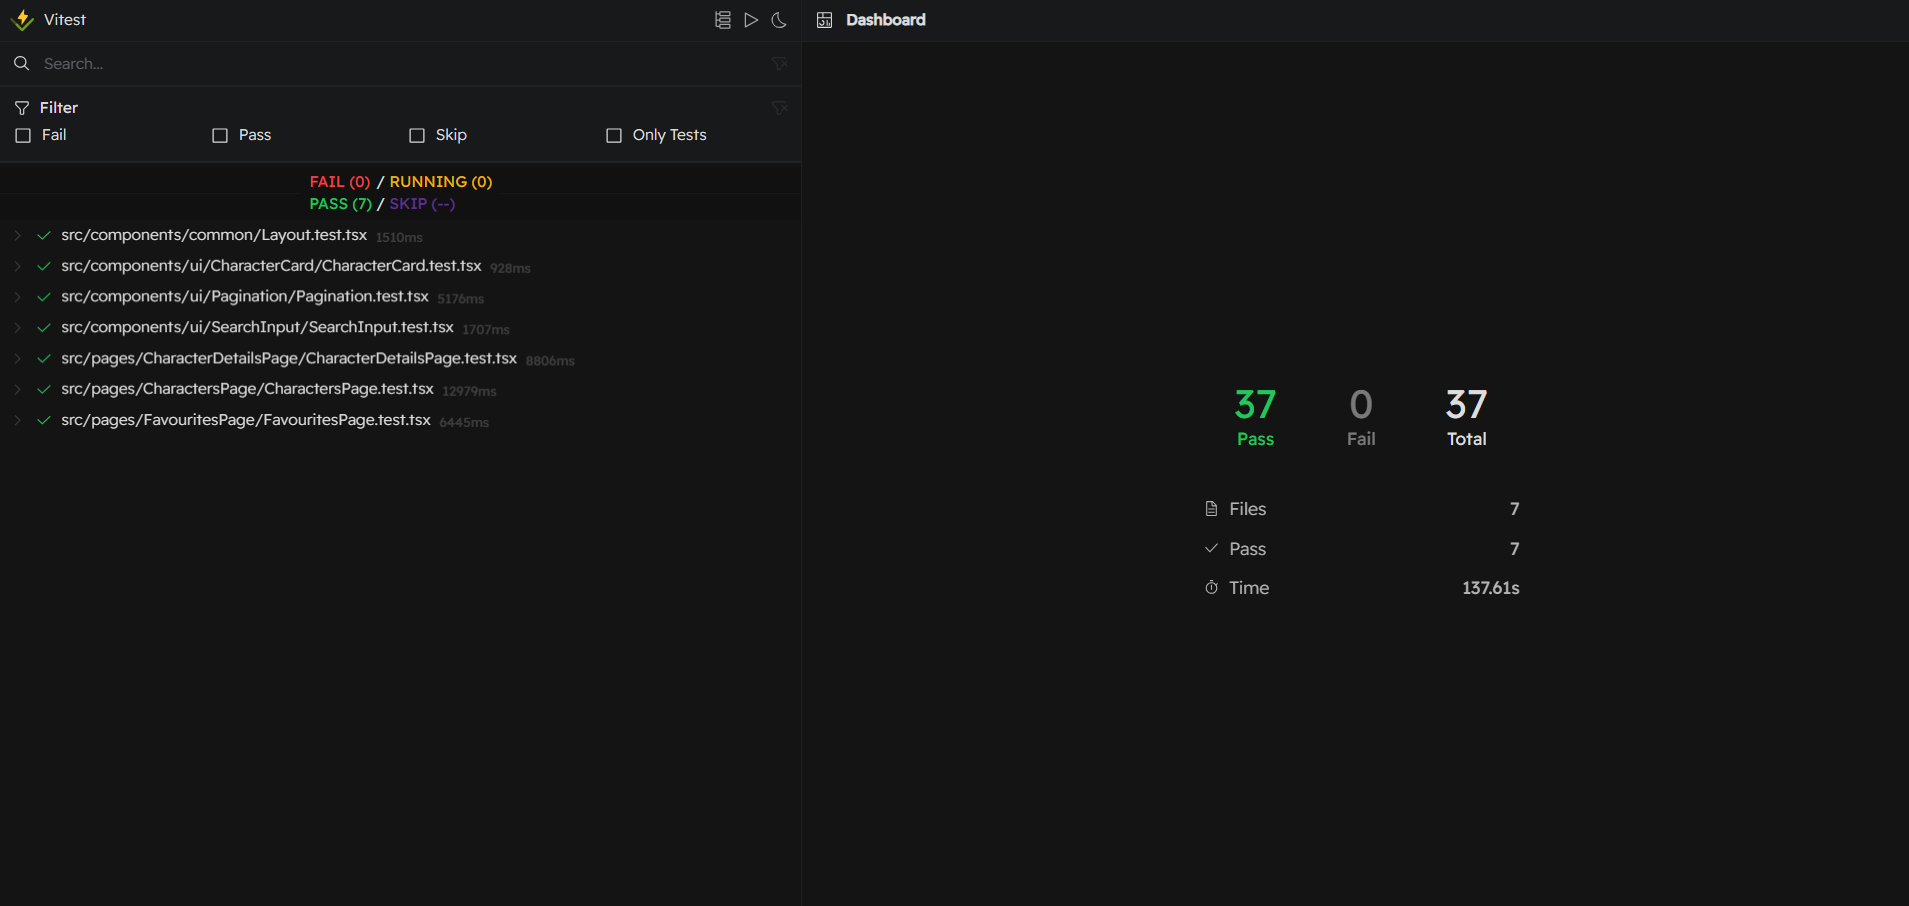 Vitest
Dashboard
Search...
Filter
Fail
Pass
Skip
Only Tests
FAIL (0) / RUNNING (0)
PASS (7) / SKIP (--)
src/components/common/Layout.test.tsx 1510ms
src/components/ui/CharacterCard/CharacterCard.test.tsx 928ms
src/components/ui/Pagination/Pagination.test.tsx 5176ms
src/components/ui/SearchInput/SearchInput.test.tsx 1707ms
src/pages/CharacterDetailsPage/CharacterDetailsPage.test.tsx 8806ms
src/pages/CharactersPage/CharactersPage.test.tsx 12979ms
src/pages/FavouritesPage/FavouritesPage.test.tsx 6445ms
37 0 37
Pass Fail Total
Files 7
Pass 7
Time 137.61s